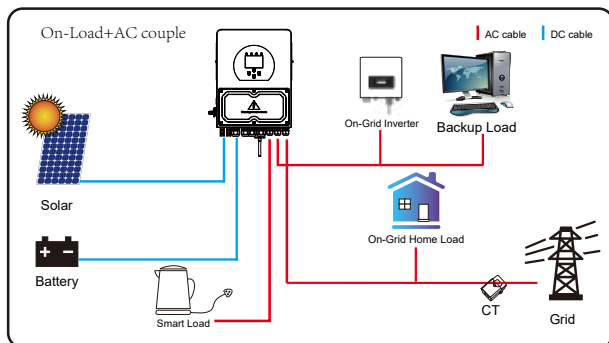 On-Load+AC couple
AC cable
DC cable
On-Grid Inverter
Backup Load
Solar
On-Grid Home Load
Battery
Smart Load
CT
Grid